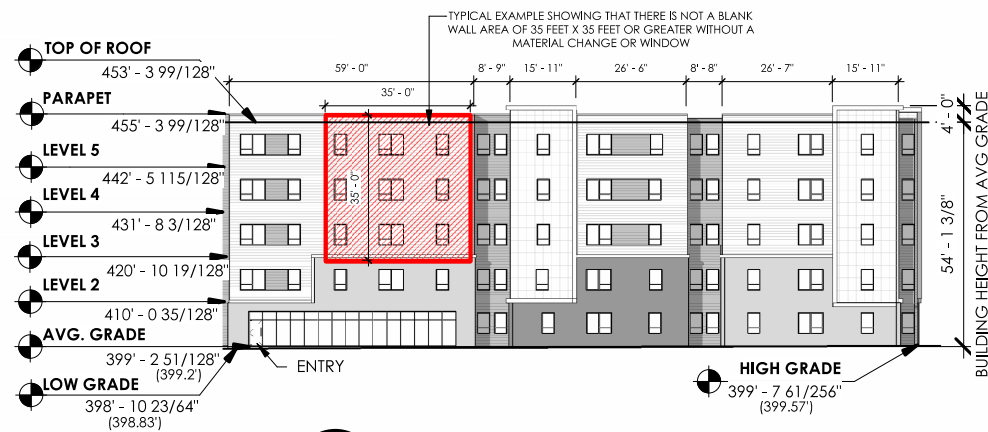 TYPICAL EXAMPLE SHOWING THAT THERE IS NOT A BLANK
WALL AREA OF 35 FEET X 35 FEET OR GREATER WITHOUT A
MATERIAL CHANGE OR WINDOW
TOP OF ROOF
453' - 3 99/128"
59' - 0"
8' - 9"
15' - 11"
26' - 6"
8' - 8"
26' - 7"
15' - 11"
35' - 0"
PARAPET
455' - 3 99/128"
4' - 0"
LEVEL 5
442' - 5 115/128"
LEVEL 4
431' - 8 3/128"
35' - 0"
LEVEL 3
420' - 10 19/128"
LEVEL 2
410' - 0 35/128"
54' - 1 3/8"
BUILDING HEIGHT FROM AVG GRADE
AVG. GRADE
399' - 2 51/128"
(399.2')
ENTRY
LOW GRADE
398' - 10 23/64"
(398.83')
HIGH GRADE
399' - 7 61/256"
(399.57')